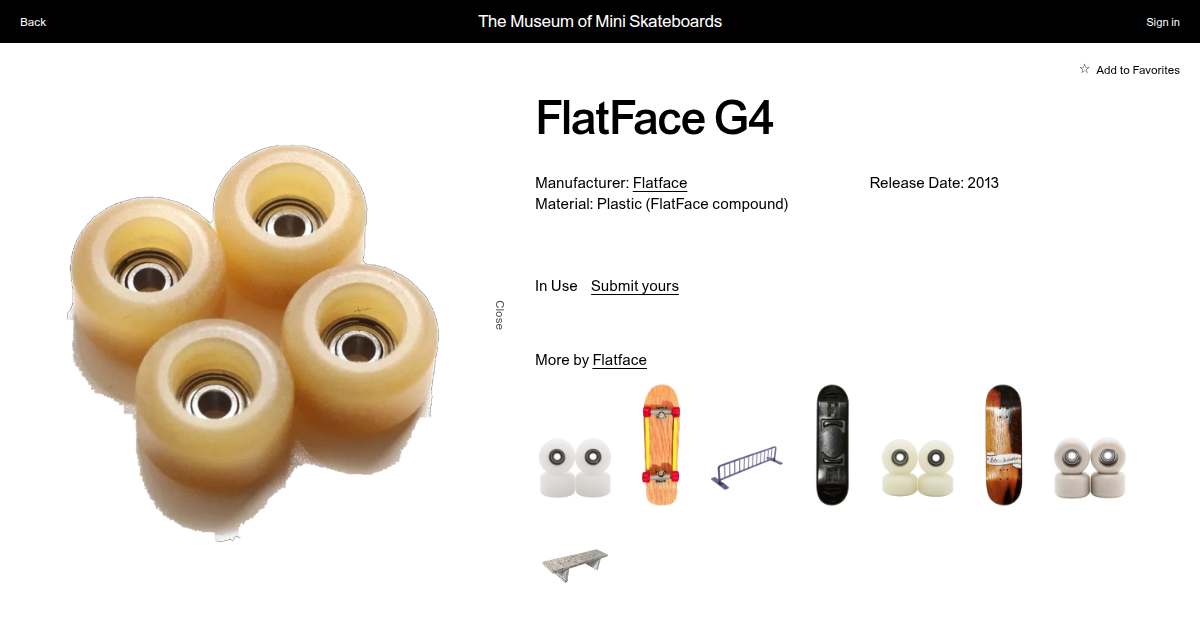 Back
The Museum of Mini Skateboards
Sign in
☆ Add to Favorites
FlatFace G4
Manufacturer: Flatface
Release Date: 2013
Material: Plastic (FlatFace compound)
In Use Submit yours
Close
More by Flatface